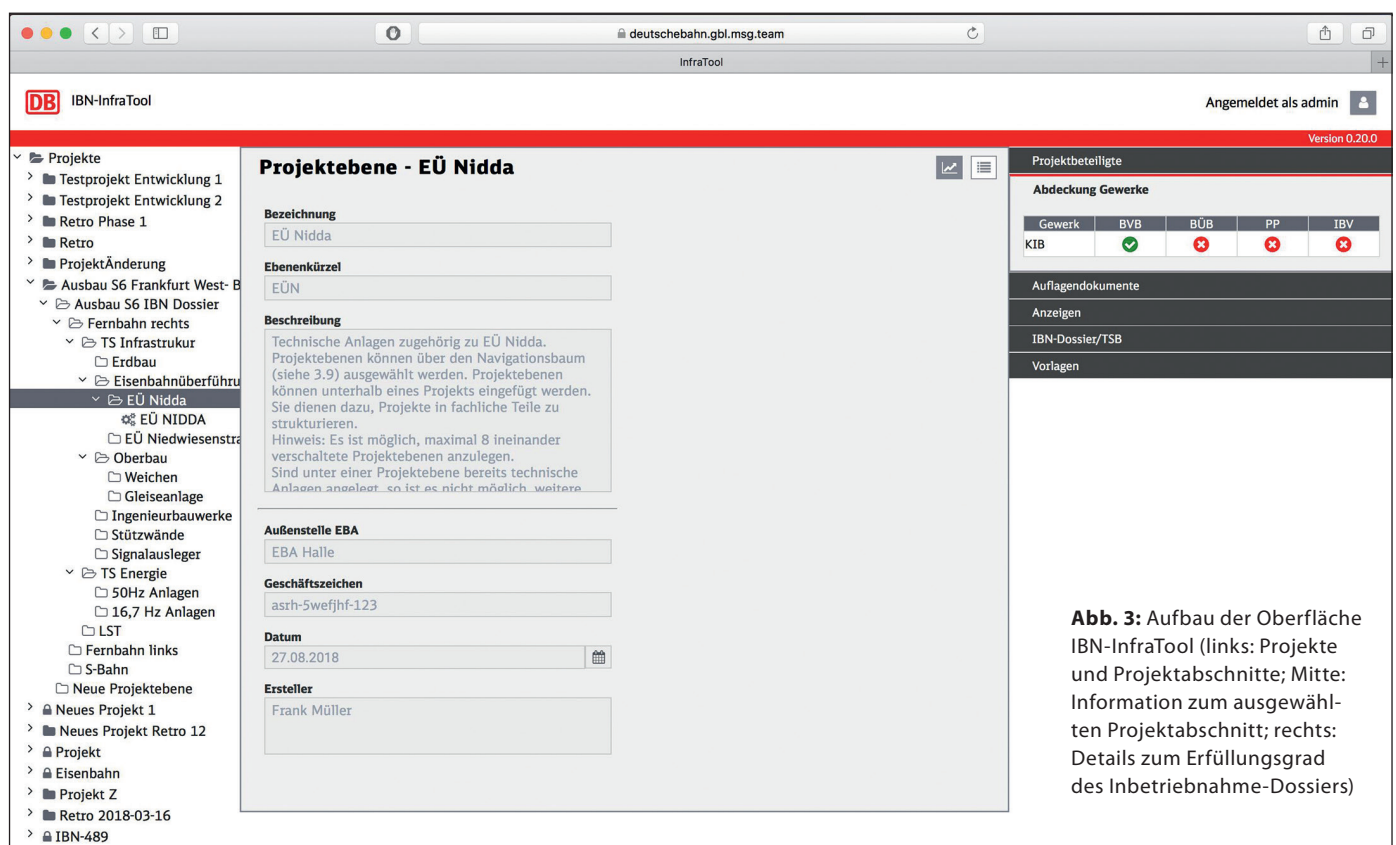 deutschebahn.gbl.msg.team
InfraTool
DB IBN-InfraTool
Angemeldet als admin
Version 0.20.0
Projekte
Testprojekt Entwicklung 1
Testprojekt Entwicklung 2
Retro Phase 1
Retro
ProjektÄnderung
Ausbau S6 Frankfurt West- B
Ausbau S6 IBN Dossier
Fernbahn rechts
TS Infrastrukur
Erdbau
Eisenbahnüberführu
EÜ Nidda
EÜ NIDDA
EÜ Niedwiesenstra
Oberbau
Weichen
Gleiseanlage
Ingenieurbauwerke
Stützwände
Signalausleger
TS Energie
50Hz Anlagen
16,7 Hz Anlagen
LST
Fernbahn links
S-Bahn
Neue Projektebene
Neues Projekt 1
Neues Projekt Retro 12
Projekt
Eisenbahn
Projekt Z
Retro 2018-03-16
IBN-489
Projektebene - EÜ Nidda
Bezeichnung
EÜ Nidda
Ebenenkürzel
EÜN
Beschreibung
Technische Anlagen zugehörig zu EÜ Nidda.
Projektebenen können über den Navigationsbaum
(siehe 3.9) ausgewählt werden. Projektebenen
können unterhalb eines Projekts eingefügt werden.
Sie dienen dazu, Projekte in fachliche Teile zu
strukturieren.
Hinweis: Es ist möglich, maximal 8 ineinander
verschaltete Projektebenen anzulegen.
Sind unter einer Projektebene bereits technische
Anlagen angelegt, so ist es nicht möglich, weitere
Außenstelle EBA
EBA Halle
Geschäftszeichen
asrh-5wefjhf-123
Datum
27.08.2018
Ersteller
Frank Müller
Projektbeteiligte
Abdeckung Gewerke
Gewerk BVB BÜB PP IBV
KIB
Auflagendokumente
Anzeigen
IBN-Dossier/TSB
Vorlagen
Abb. 3: Aufbau der Oberfläche
IBN-InfraTool (links: Projekte
und Projektabschnitte; Mitte:
Information zum ausgewähl-
ten Projektabschnitt; rechts:
Details zum Erfüllungsgrad
des Inbetriebnahme-Dossiers)